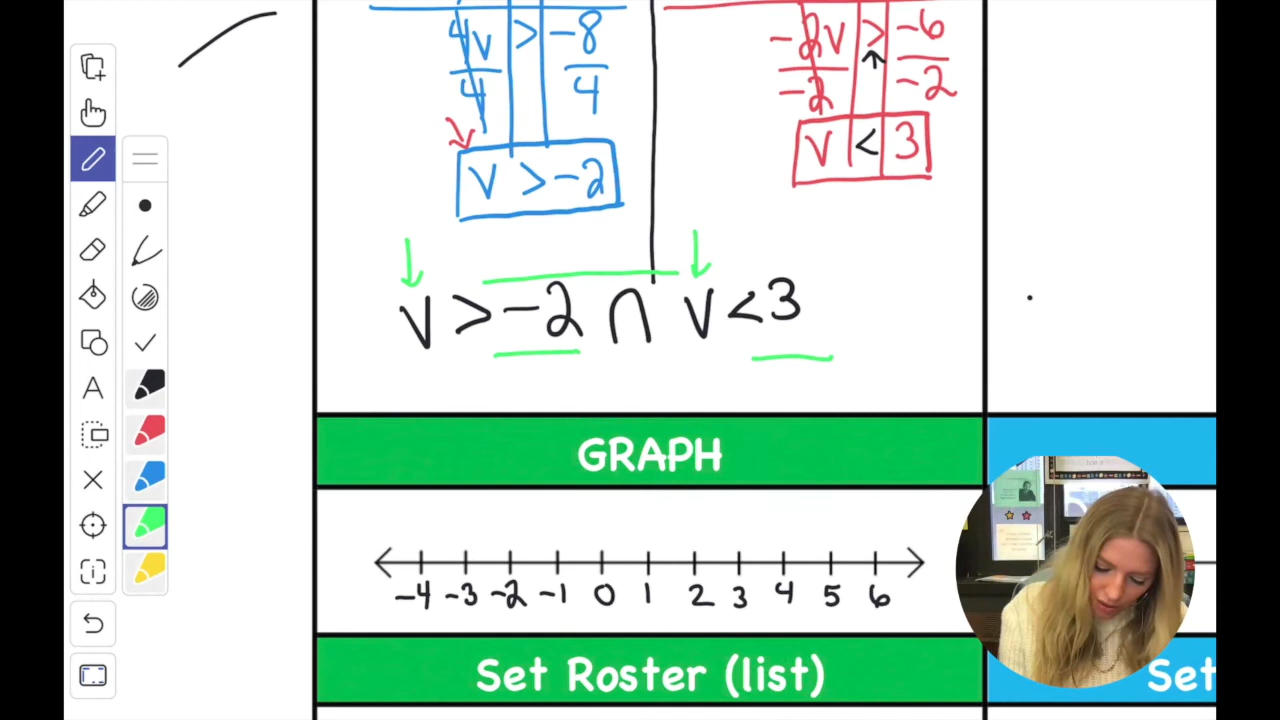 4v > -8
4 4
v > -2
-2v > -6
-2 -2
v < 3
v > -2 ∩ v < 3
GRAPH
-4 -3 -2 -1 0 1 2 3 4 5 6
Set Roster (list)
Set
A